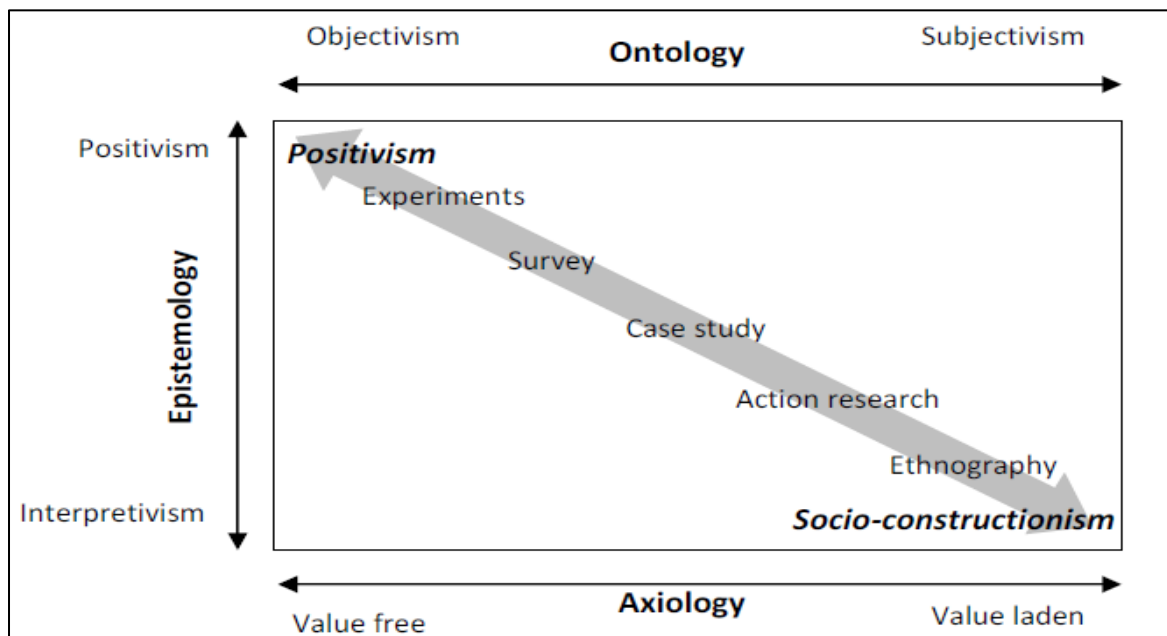 Objectivism
Subjectivism
Ontology
Positivism
Positivism
Experiments
Survey
Epistemology
Case study
Action research
Ethnography
Interpretivism
Socio-constructionism
Axiology
Value free
Value laden